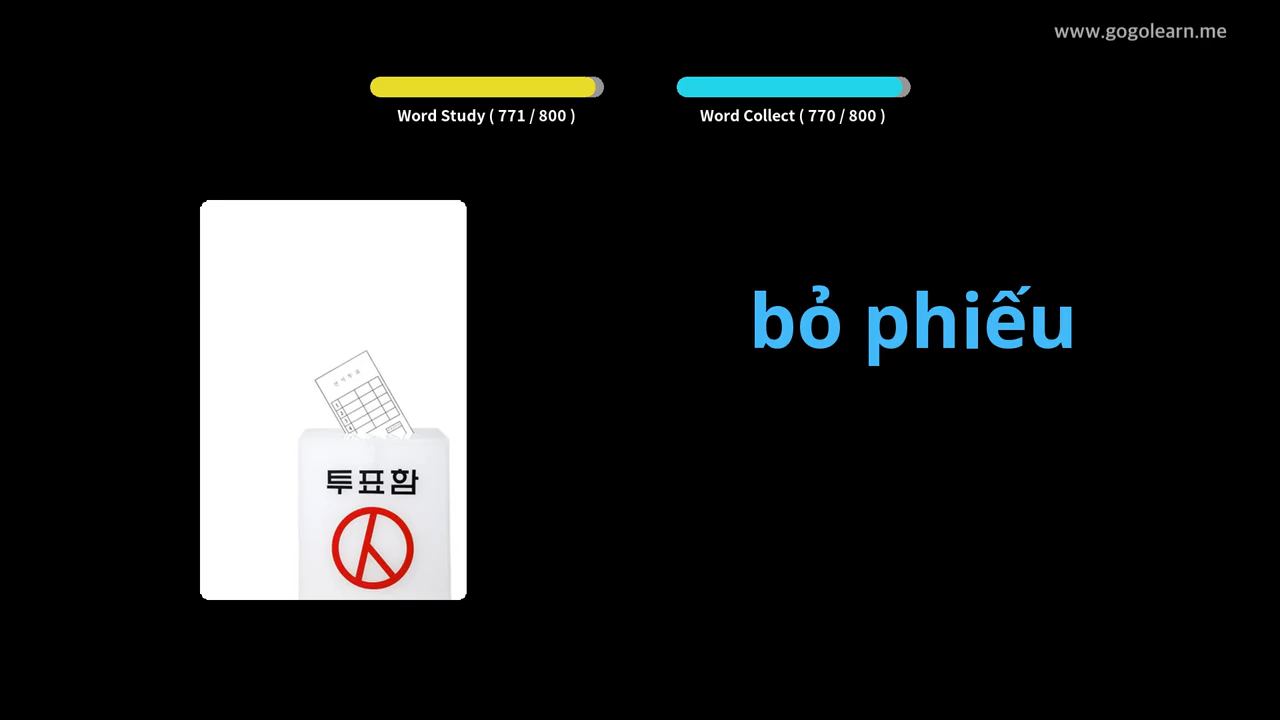 www.gogolearn.me
Word Study ( 771 / 800 )
Word Collect ( 770 / 800 )
bỏ phiếu
투표함